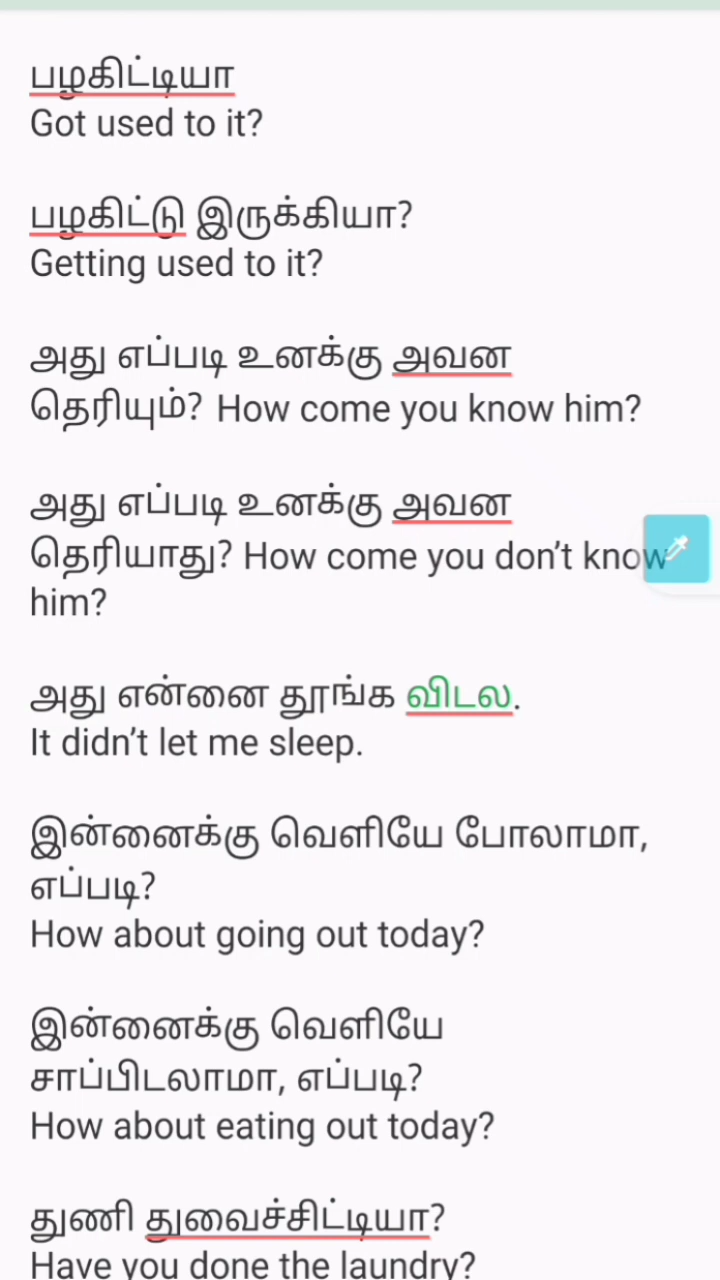 பழகிட்டியா
Got used to it?
பழகிட்டு இருக்கியா?
Getting used to it?
அது எப்படி உனக்கு அவன
தெரியும்? How come you know him?
அது எப்படி உனக்கு அவன
தெரியாது? How come you don’t know
him?
அது என்னை தூங்க விடல.
It didn’t let me sleep.
இன்னைக்கு வெளியே போலாமா,
எப்படி?
How about going out today?
இன்னைக்கு வெளியே
சாப்பிடலாமா, எப்படி?
How about eating out today?
துணி துவைச்சிட்டியா?
Have you done the laundry?